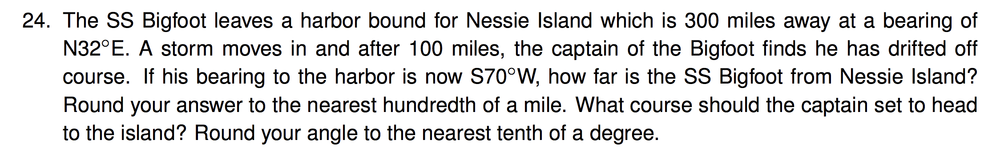 24. The SS Bigfoot leaves a harbor bound for Nessie Island which is 300 miles away at a bearing of
N32°E. A storm moves in and after 100 miles, the captain of the Bigfoot finds he has drifted off
course. If his bearing to the harbor is now S70°W, how far is the SS Bigfoot from Nessie Island?
Round your answer to the nearest hundredth of a mile. What course should the captain set to head
to the island? Round your angle to the nearest tenth of a degree.